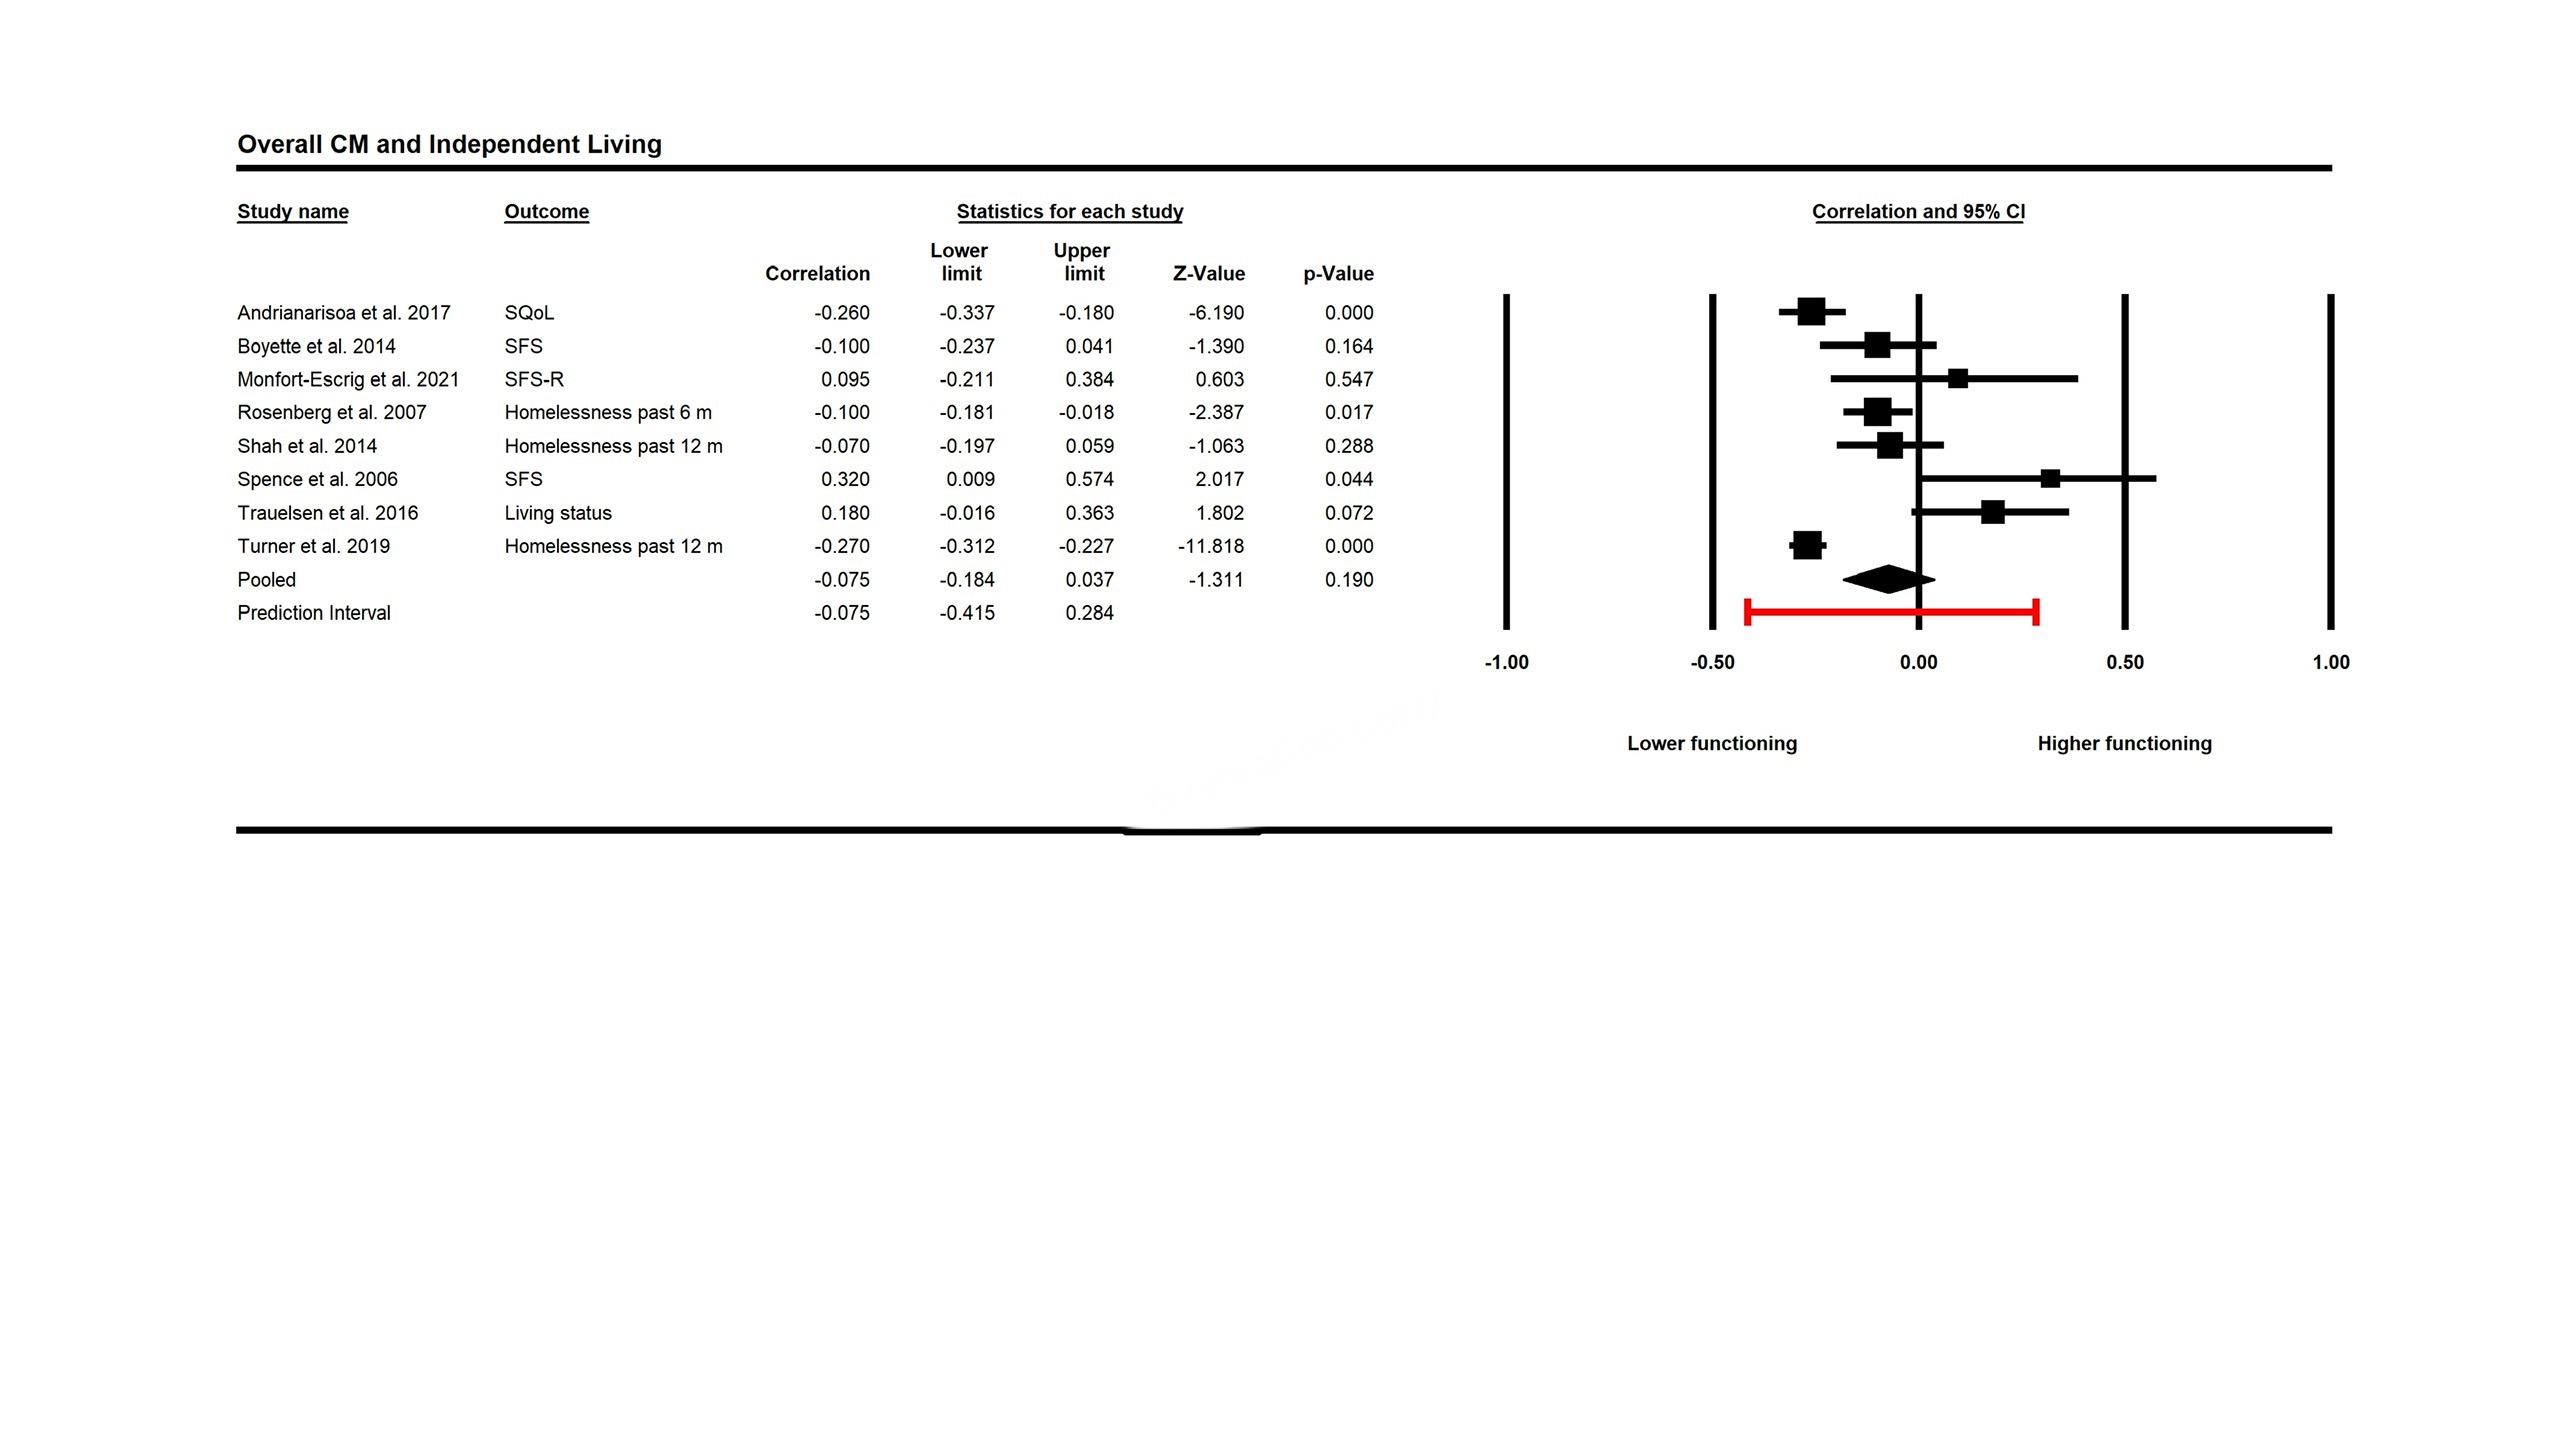 Overall CM and Independent Living
Study name Outcome Statistics for each study Correlation and 95% CI
Correlation Lower limit Upper limit Z-Value p-Value
Andrianarisoa et al. 2017 SQoL -0.260 -0.337 -0.180 -6.190 0.000
Boyette et al. 2014 SFS -0.100 -0.237 0.041 -1.390 0.164
Monfort-Escrig et al. 2021 SFS-R 0.095 -0.211 0.384 0.603 0.547
Rosenberg et al. 2007 Homelessness past 6 m -0.100 -0.181 -0.018 -2.387 0.017
Shah et al. 2014 Homelessness past 12 m -0.070 -0.197 0.059 -1.063 0.288
Spence et al. 2006 SFS 0.320 0.009 0.574 2.017 0.044
Trauelsen et al. 2016 Living status 0.180 -0.016 0.363 1.802 0.072
Turner et al. 2019 Homelessness past 12 m -0.270 -0.312 -0.227 -11.818 0.000
Pooled -0.075 -0.184 0.037 -1.311 0.190
Prediction Interval -0.075 -0.415 0.284
-1.00 -0.50 0.00 0.50 1.00
Lower functioning Higher functioning